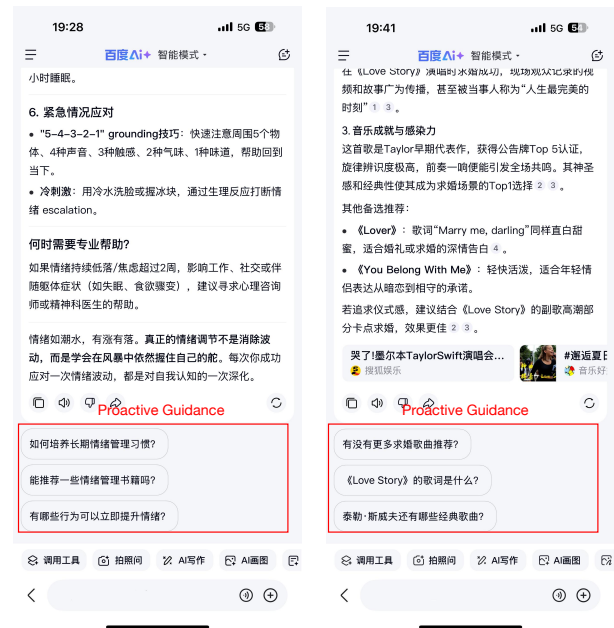 19:28
5G 58
百度Ai+ 智能模式
小时睡眠。
6. 紧急情况应对
• "5-4-3-2-1" grounding技巧：快速注意周围5个物
体、4种声音、3种触感、2种气味、1种味道，帮助回到
当下。
• 冷刺激：用冷水洗脸或握冰块，通过生理反应打断情
绪 escalation。
何时需要专业帮助?
如果情绪持续低落/焦虑超过2周，影响工作、社交或伴
随躯体症状（如失眠、食欲骤变），建议寻求心理咨询
师或精神科医生的帮助。
情绪如潮水，有涨有落。真正的情绪调节不是消除波
动，而是学会在风暴中依然握住自己的舵。每次你成功
应对一次情绪波动，都是对自我认知的一次深化。
Proactive Guidance
如何培养长期情绪管理习惯?
能推荐一些情绪管理书籍吗?
有哪些行为可以立即提升情绪?
调用工具 拍照问 AI写作 AI画图
19:41
5G
百度Ai+ 智能模式
在《Love Story》演唱时求婚成功，现场观众记录的视
频和故事广为传播，甚至被当事人称为“人生最完美的
时刻” 1 3 。
3. 音乐成就与感染力
这首歌是Taylor早期代表作，获得公告牌Top 5认证，
旋律辨识度极高，前奏一响便能引发全场共鸣。其神圣
感和经典性使其成为求婚场景的Top1选择 2 3 。
其他备选推荐：
• 《Lover》：歌词“Marry me, darling”同样直白甜
蜜，适合婚礼或求婚的深情告白 4 。
• 《You Belong With Me》：轻快活泼，适合年轻情
侣表达从暗恋到相守的承诺。
若追求仪式感，建议结合《Love Story》的副歌高潮部
分卡点求婚，效果更佳 2 3 。
哭了!墨尔本TaylorSwift演唱会...
搜狐娱乐
#邂逅夏日
音乐好
Proactive Guidance
有没有更多求婚歌曲推荐?
《Love Story》的歌词是什么?
泰勒·斯威夫还有哪些经典歌曲?
调用工具 拍照问 AI写作 AI画图